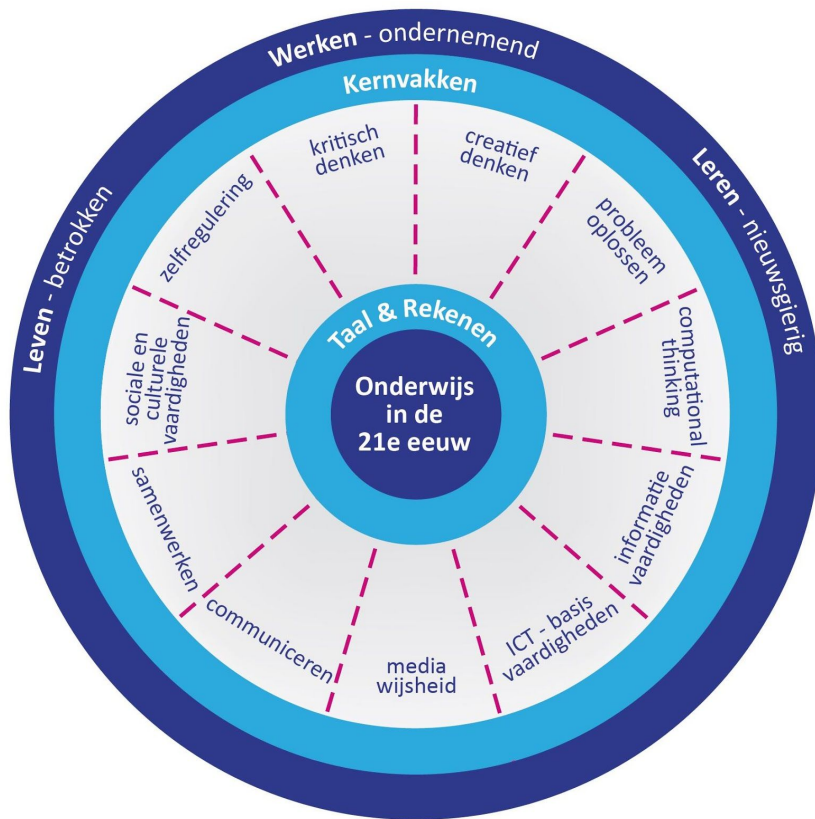 Werken - ondernemend
Leren - nieuwsgierig
Leven - betrokken
Kernvakken
kritisch
denken
creatief
denken
probleem
oplossen
computational
thinking
informatie
vaardigheden
ICT - basis
vaardigheden
media
wijsheid
communiceren
samenwerken
sociale en
culturele
vaardigheden
zelfregulering
Taal & Rekenen
Onderwijs
in de
21e eeuw